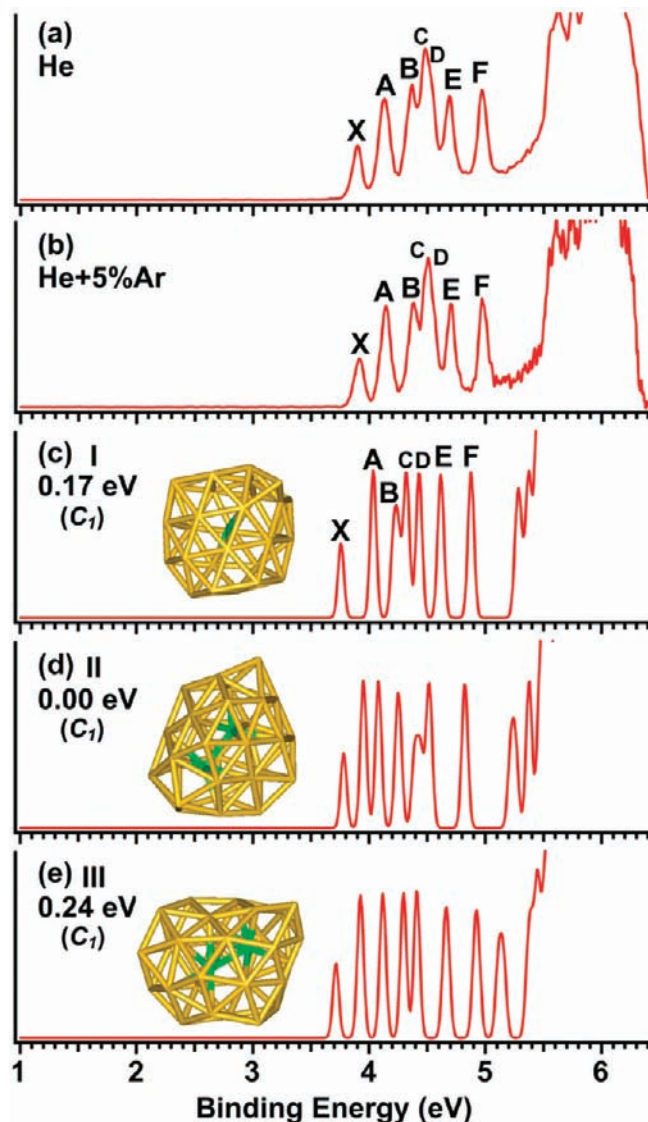 (a)
He
X
A
B
C
D
E
F
(b)
He+5%Ar
X
A
B
C
D
E
F
(c) I
0.17 eV
(C1)
X
A
B
C
D
E
F
(d) II
0.00 eV
(C1)
(e) III
0.24 eV
(C1)
1 2 3 4 5 6
Binding Energy (eV)